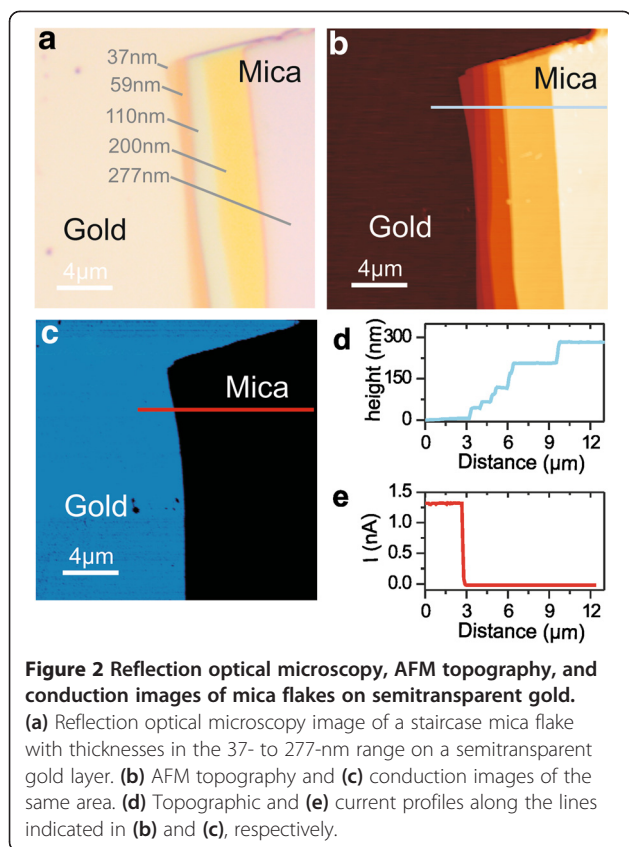 a
37nm
59nm
110nm
200nm
277nm
Mica
Gold
4µm
b
Mica
Gold
4µm
c
Mica
Gold
4µm
d
height (nm)
300
150
0
0 3 6 9 12
Distance (µm)
e
I (nA)
1.5
1.0
0.5
0.0
0 3 6 9 12
Distance (µm)
Figure 2 Reflection optical microscopy, AFM topography, and
conduction images of mica flakes on semitransparent gold.
(a) Reflection optical microscopy image of a staircase mica flake
with thicknesses in the 37- to 277-nm range on a semitransparent
gold layer. (b) AFM topography and (c) conduction images of the
same area. (d) Topographic and (e) current profiles along the lines
indicated in (b) and (c), respectively.